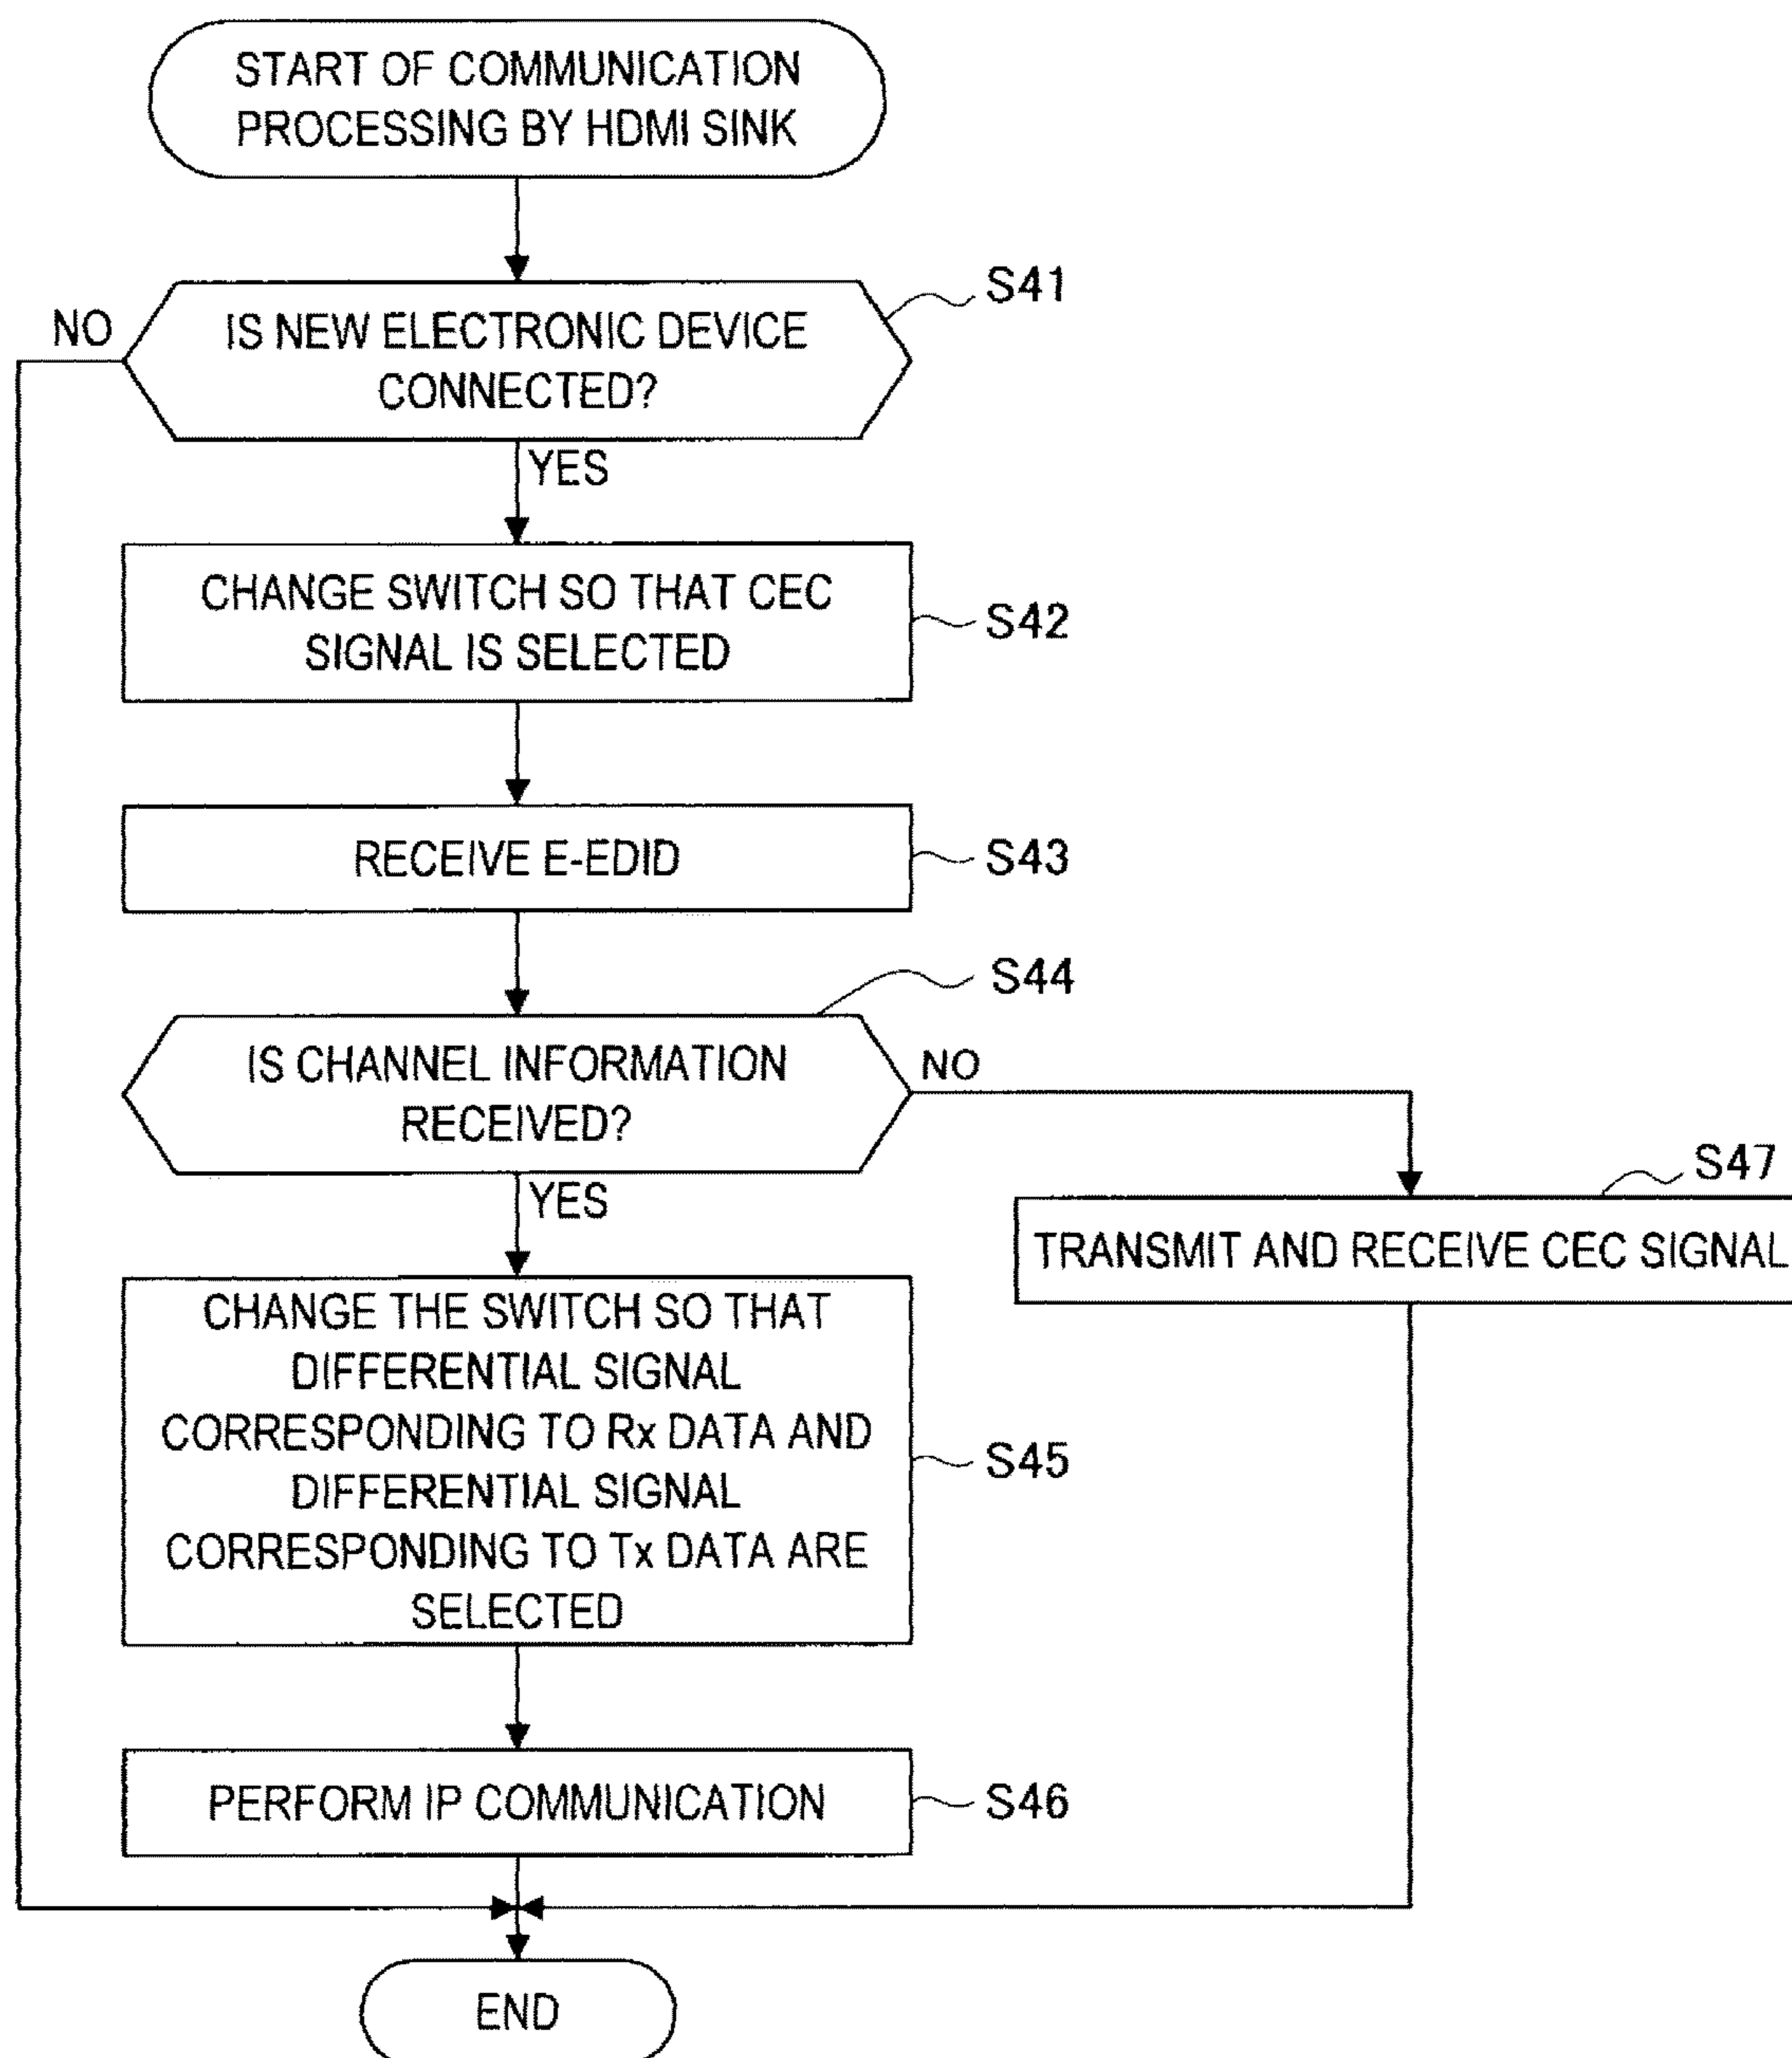 START OF COMMUNICATION
PROCESSING BY HDMI SINK
S41
NO
IS NEW ELECTRONIC DEVICE
CONNECTED?
YES
CHANGE SWITCH SO THAT CEC
SIGNAL IS SELECTED
S42
RECEIVE E-EDID
S43
S44
IS CHANNEL INFORMATION
RECEIVED?
NO
YES
S47
TRANSMIT AND RECEIVE CEC SIGNAL
CHANGE THE SWITCH SO THAT
DIFFERENTIAL SIGNAL
CORRESPONDING TO Rx DATA AND
DIFFERENTIAL SIGNAL
CORRESPONDING TO Tx DATA ARE
SELECTED
S45
PERFORM IP COMMUNICATION
S46
END